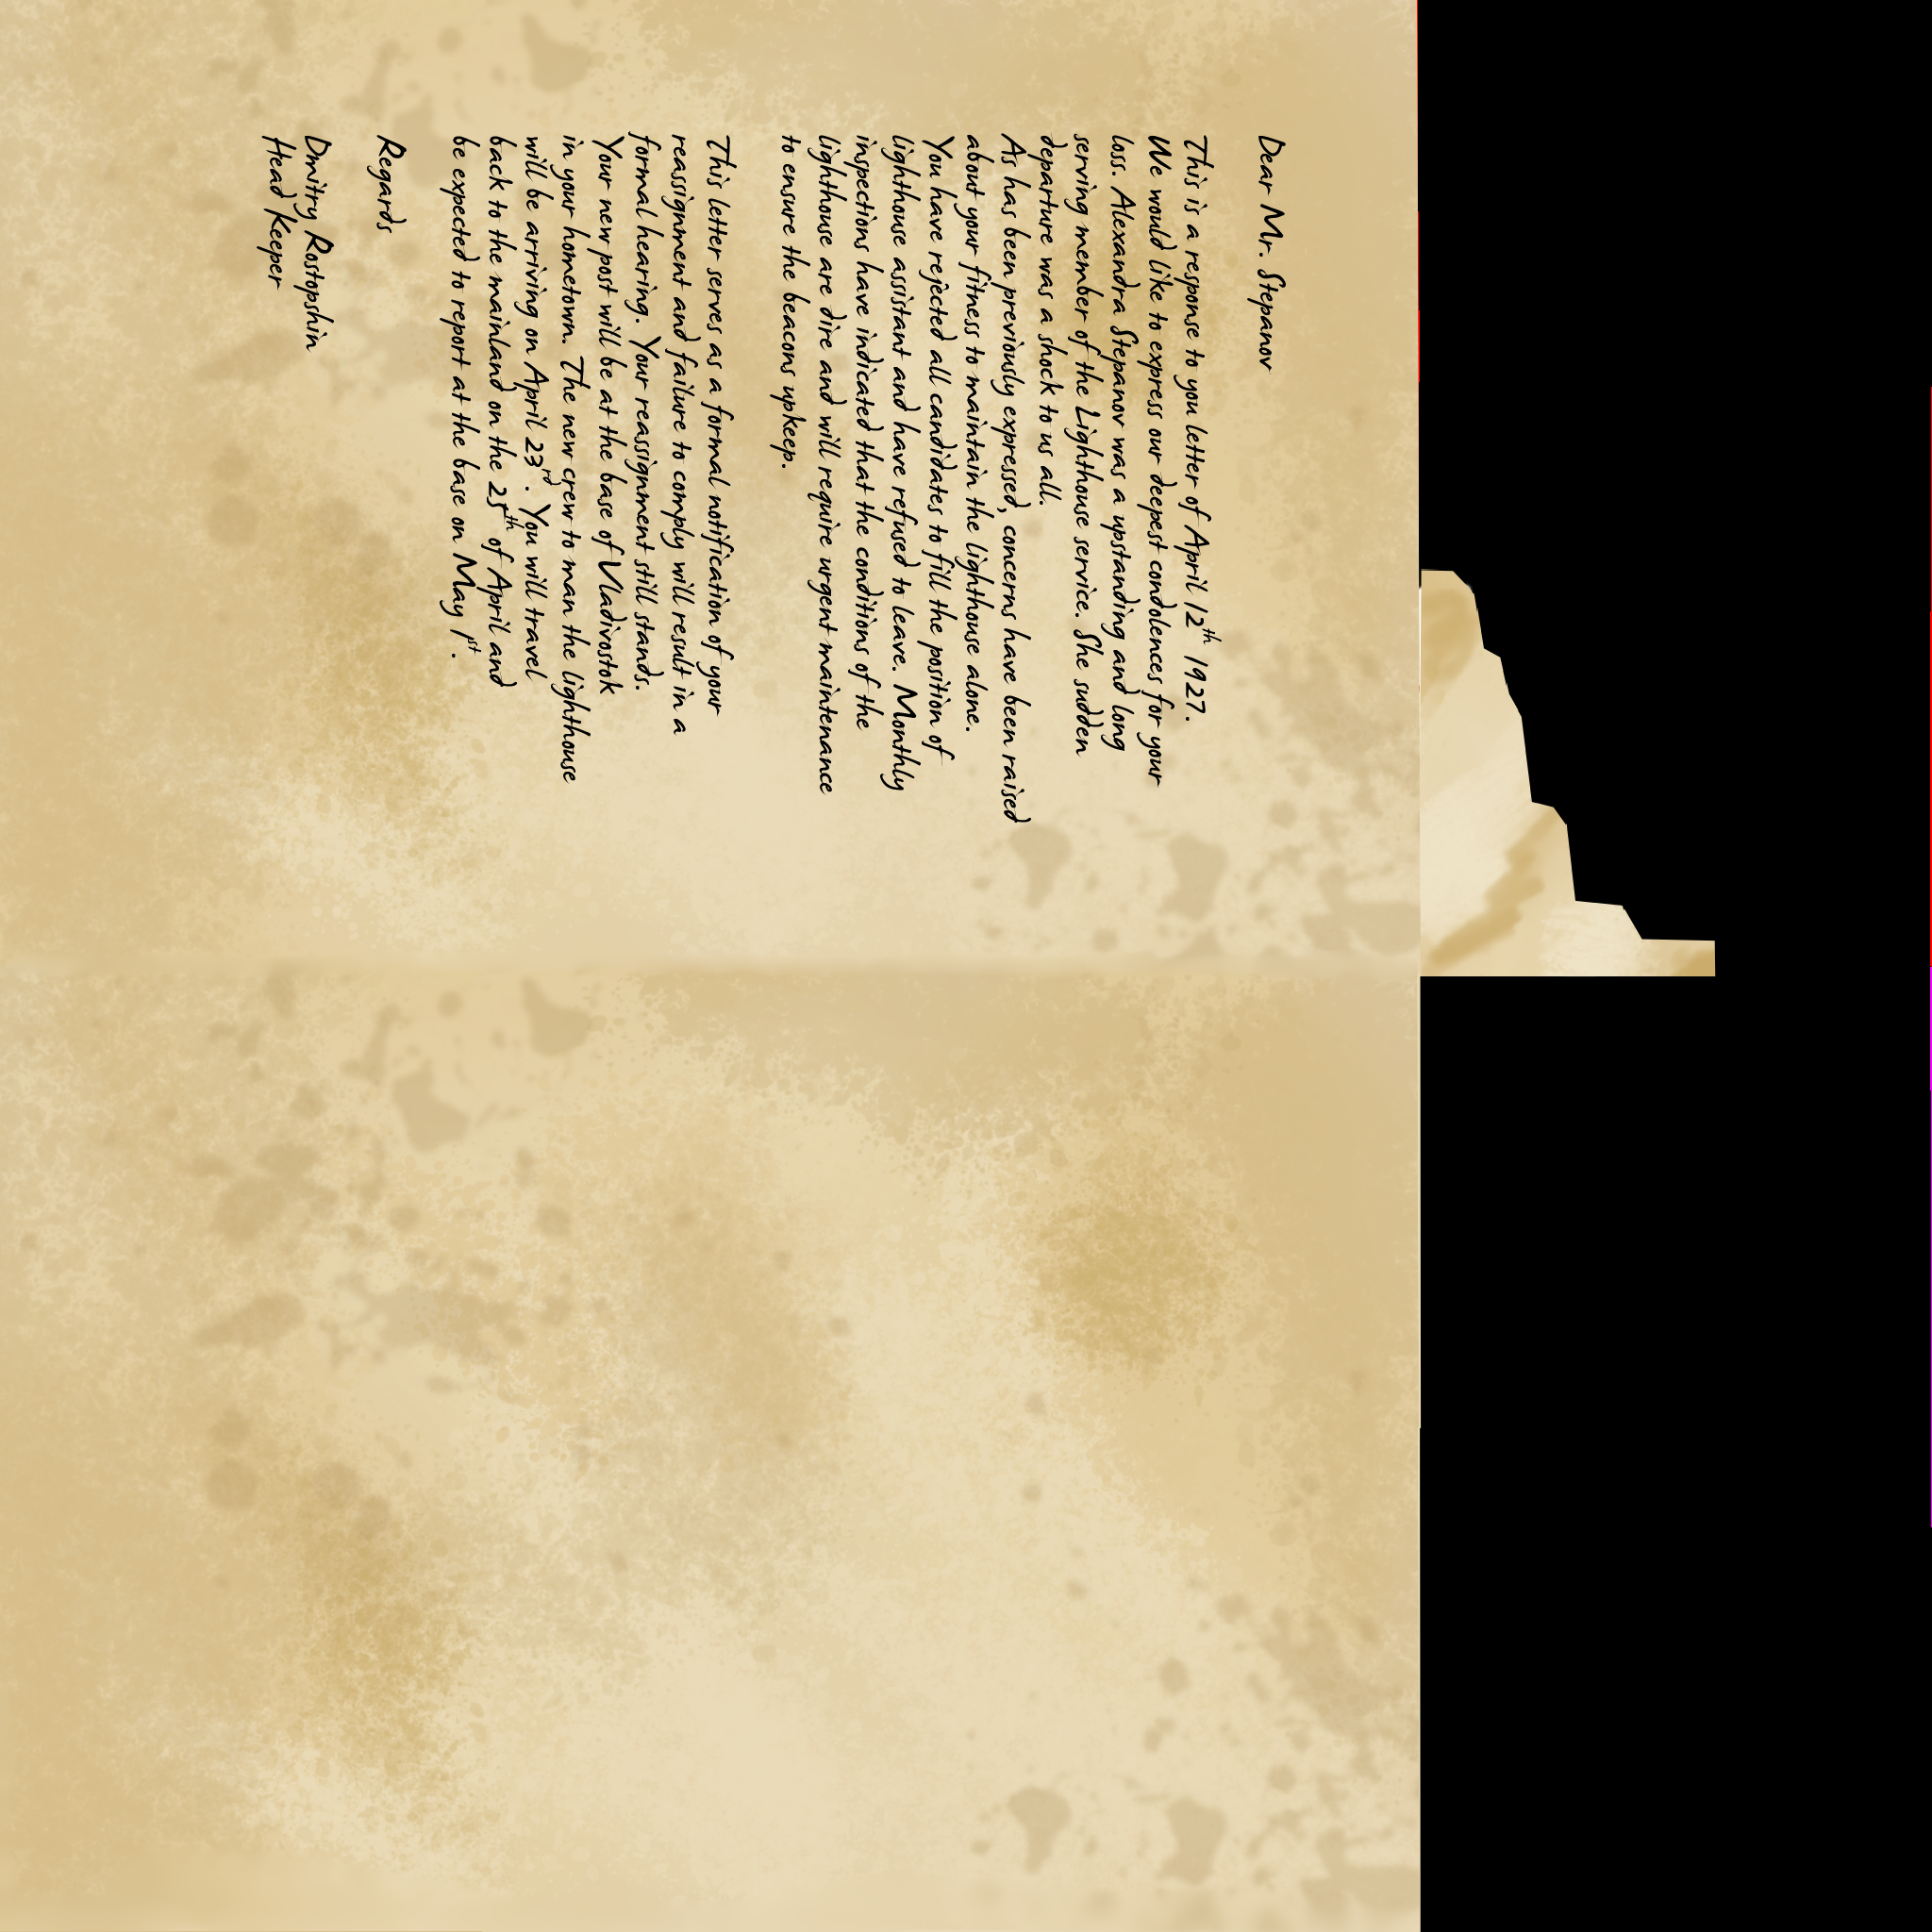 Dear Mr. Stepanov
This is a response to you letter of April 12th 1927.
We would like to express our deepest condolences for your
loss. Alexandra Stepanov was a upstanding and long
serving member of the Lighthouse service. She sudden
departure was a shock to us all.
As has been previously expressed, concerns have been raised
about your fitness to maintain the lighthouse alone.
You have rejected all candidates to fill the position of
lighthouse assistant and have refused to leave. Monthly
inspections have indicated that the conditions of the
lighthouse are dire and will require urgent maintenance
to ensure the beacons upkeep.
This letter serves as a formal notification of your
reassignment and failure to comply will result in a
formal hearing. Your reassignment still stands.
Your new post will be at the base of Vladivostok
in your hometown. The new crew to man the lighthouse
will be arriving on April 23rd. You will travel
back to the mainland on the 25th of April and
be expected to report at the base on May 1st.
Regards
Dmitry Rostopshin
Head Keeper